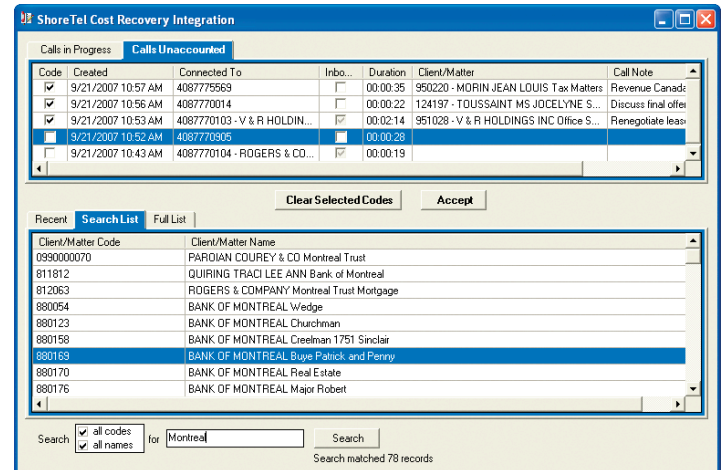 ShoreTel Cost Recovery Integration
Calls in Progress Calls Unaccounted
Code Created Connected To Inbo... Duration Client/Matter Call Note
9/21/2007 10:57 AM 4087775569 00:00:35 950220 - MORIN JEAN LOUIS Tax Matters Revenue Canada
9/21/2007 10:56 AM 4087770014 00:00:22 124197 - TOUSSAINT MS JOCELYNE S... Discuss final offer
9/21/2007 10:53 AM 4087770103 - V & R HOLDIN... 00:02:14 951028 - V & R HOLDINGS INC Office S... Renegotiate lease
9/21/2007 10:52 AM 4087770905 00:00:28
9/21/2007 10:43 AM 4087770104 - ROGERS & CO... 00:00:19
Clear Selected Codes Accept
Recent Search List Full List
Client/Matter Code Client/Matter Name
0990000070 PAROIAN COUREY & CO Montreal Trust
811812 QUIRING TRACI LEE ANN Bank of Montreal
812063 ROGERS & COMPANY Montreal Trust Mortgage
880054 BANK OF MONTREAL Wedge
880123 BANK OF MONTREAL Churchman
880158 BANK OF MONTREAL Creelman 1751 Sinclair
880169 BANK OF MONTREAL Buye Patrick and Penny
880170 BANK OF MONTREAL Real Estate
880176 BANK OF MONTREAL Major Robert
Search all codes all names for Montreal Search
Search matched 78 records